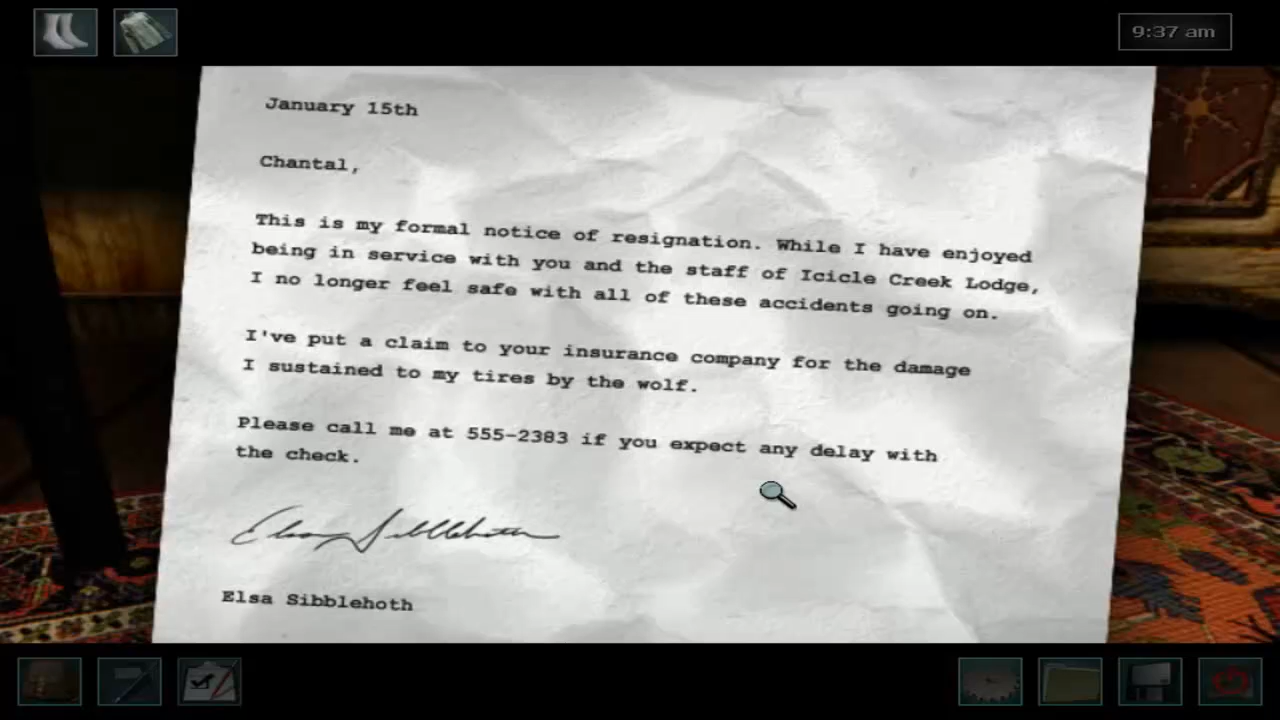 9:37 am
January 15th
Chantal,
This is my formal notice of resignation. While I have enjoyed
being in service with you and the staff of Icicle Creek Lodge,
I no longer feel safe with all of these accidents going on.
I've put a claim to your insurance company for the damage
I sustained to my tires by the wolf.
Please call me at 555-2383 if you expect any delay with
the check.
Elsa Sibblehoth
Elsa Sibblehoth